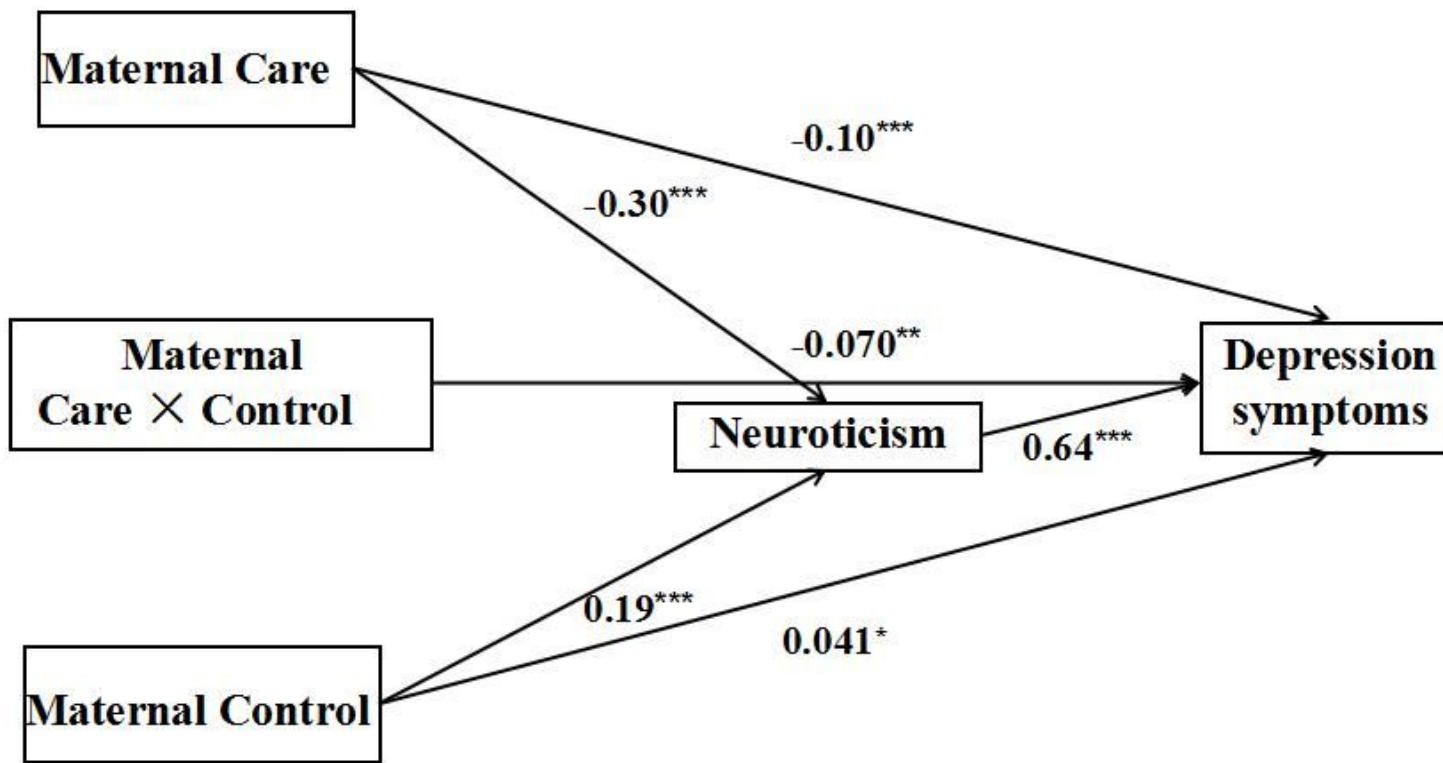 Maternal Care
-0.10***
-0.30***
Maternal
Care × Control
-0.070**
Depression
symptoms
Neuroticism
0.64***
0.19***
0.041*
Maternal Control